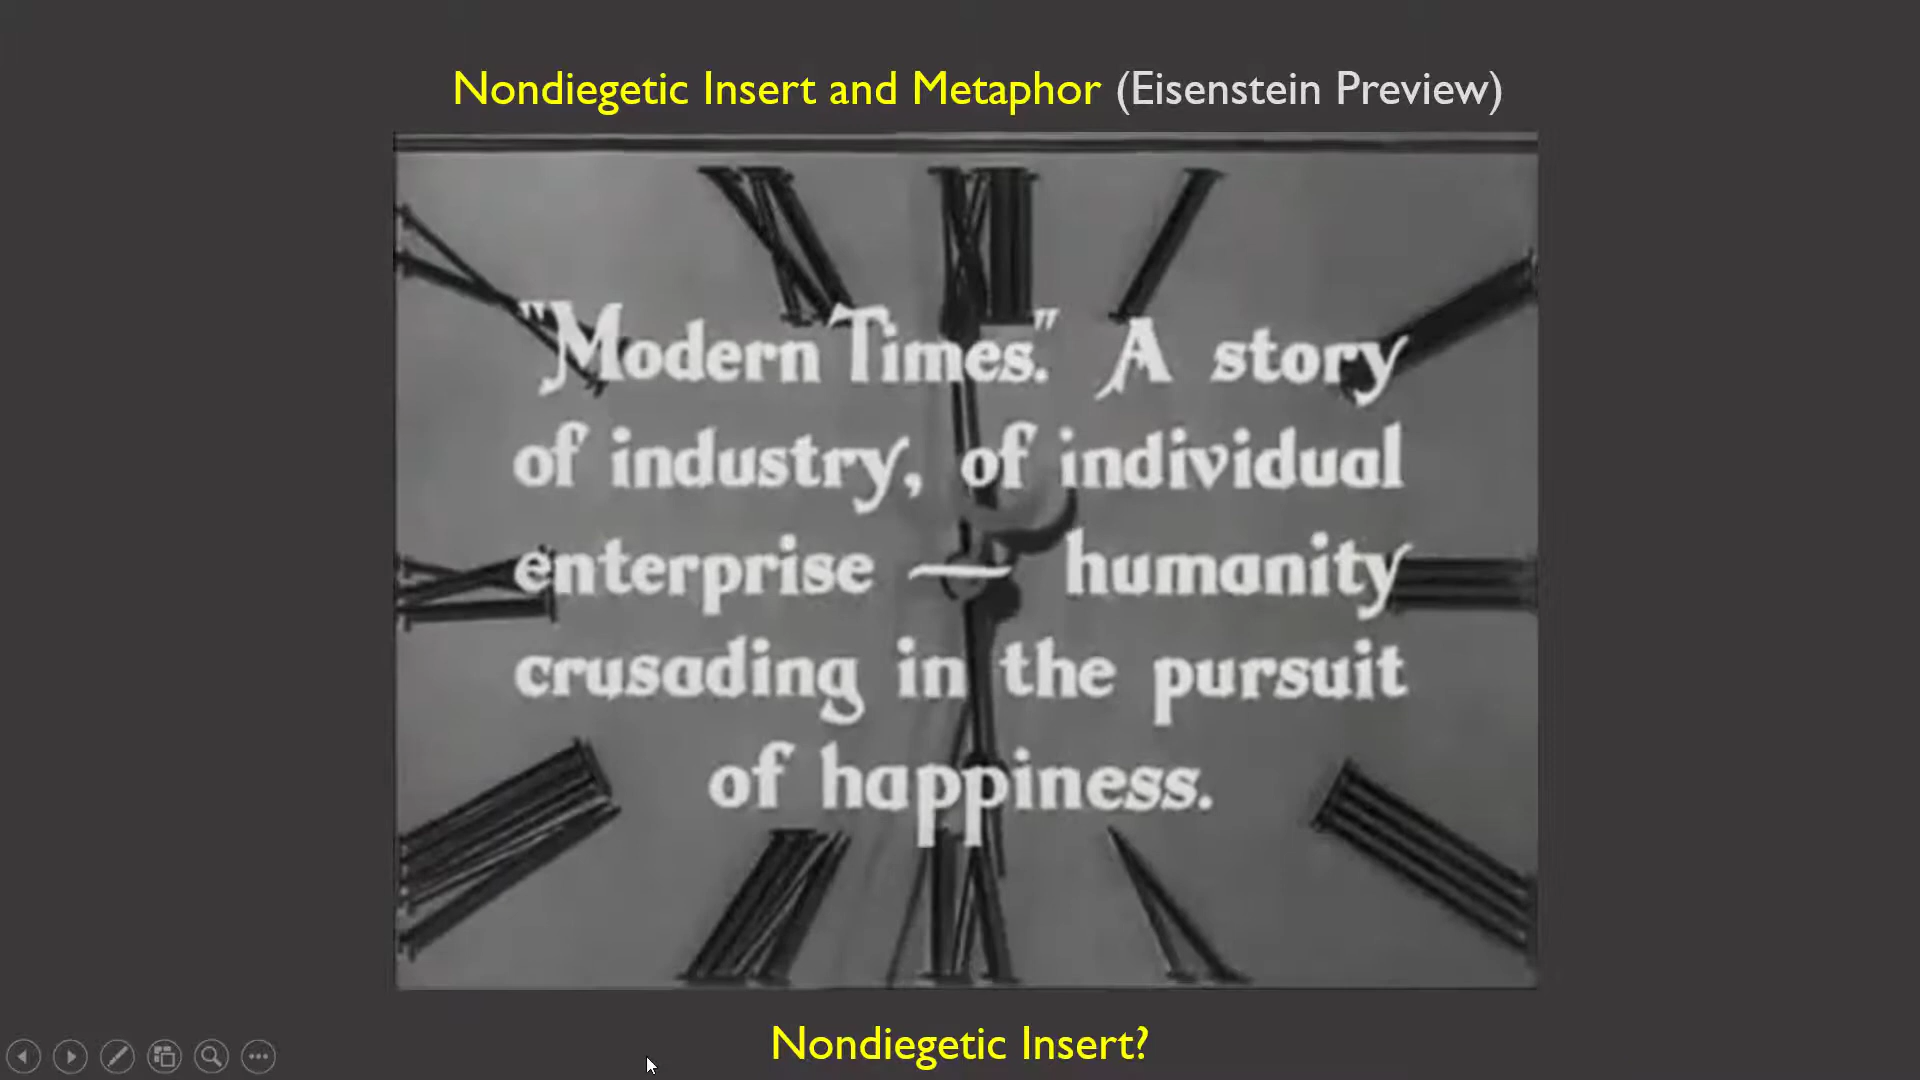 Nondiegetic Insert and Metaphor (Eisenstein Preview)
"Modern Times." A story
of industry, of individual
enterprise — humanity
crusading in the pursuit
of happiness.
Nondiegetic Insert?